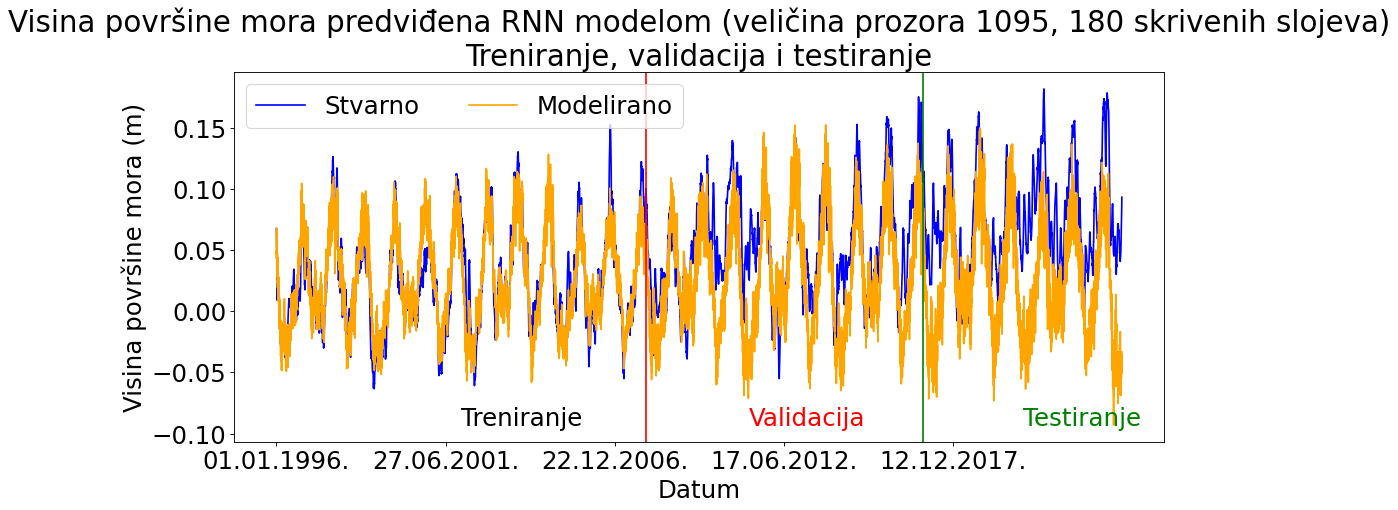 Visina površine mora predviđena RNN modelom (veličina prozora 1095, 180 skrivenih slojeva)
Treniranje, validacija i testiranje
Stvarno
Modelirano
Visina površine mora (m)
0.15
0.10
0.05
0.00
−0.05
−0.10
Treniranje
Validacija
Testiranje
01.01.1996.
27.06.2001.
22.12.2006.
17.06.2012.
12.12.2017.
Datum